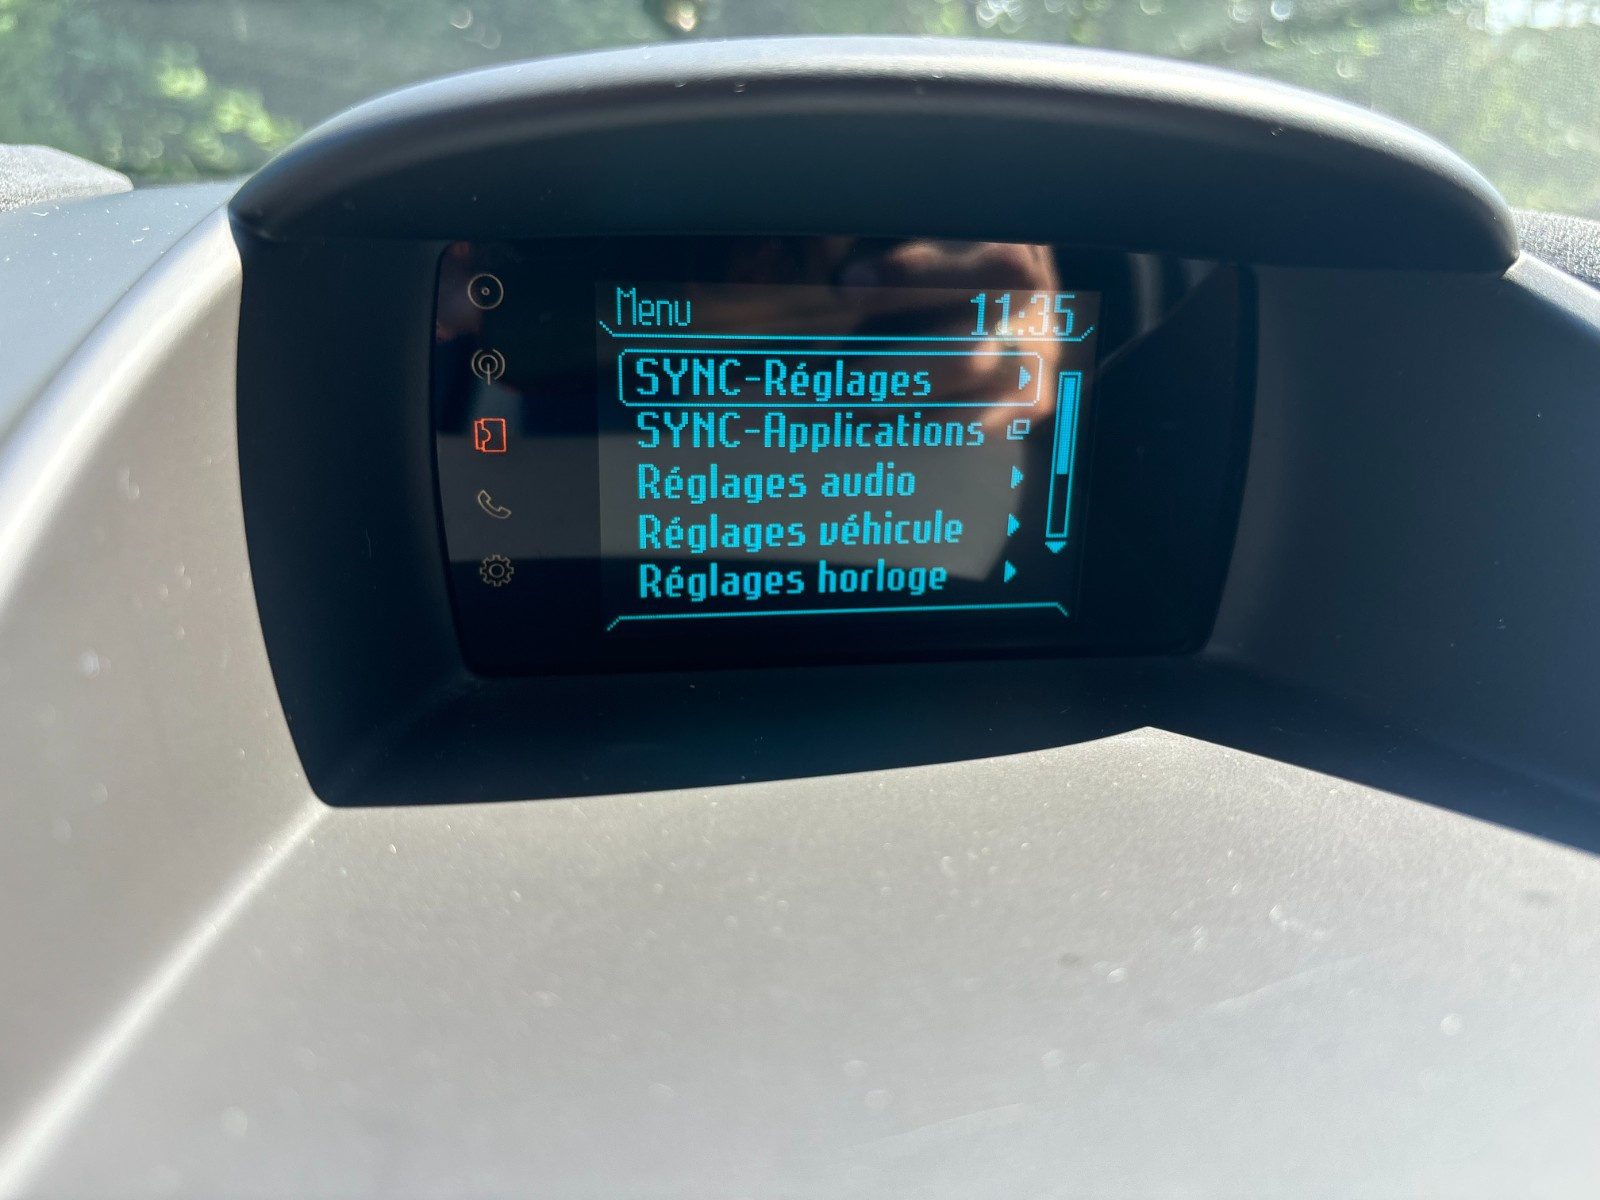 Menu 11:35
SYNC-Réglages
SYNC-Applications
Réglages audio
Réglages véhicule
Réglages horloge